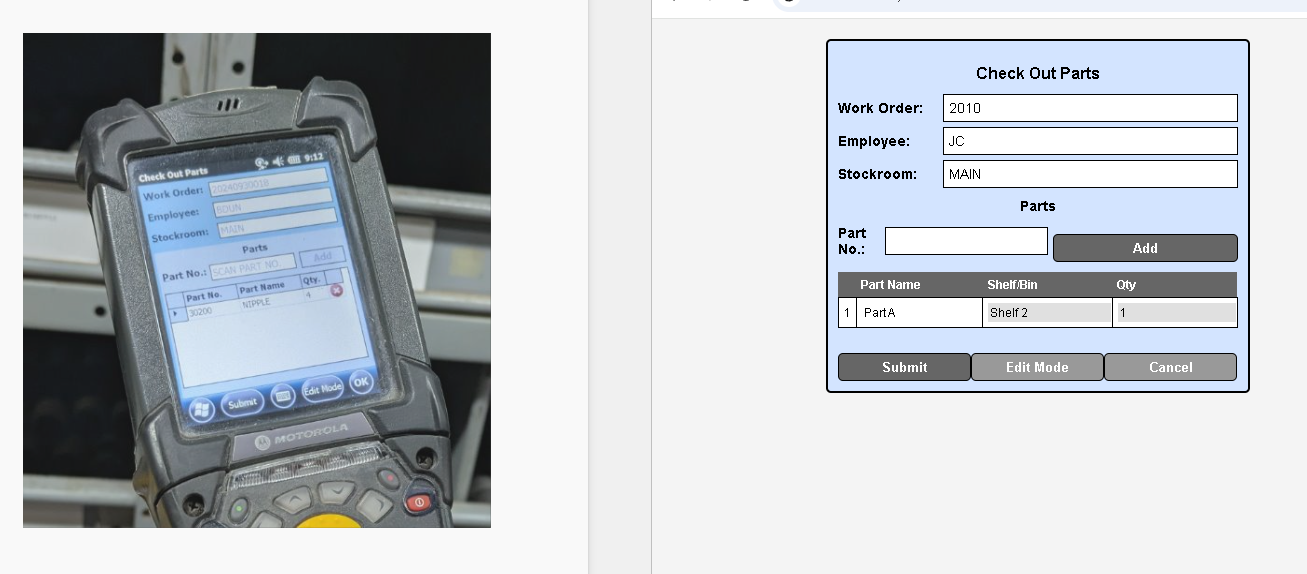 9:12
Check Out Parts
Work Order: 20240930018
Employee:
Stockroom: MAIN
Parts
Part No.: SCAN PART NO. Add
Part No. Part Name Qty.
30200 NIPPLE 4
Submit Edit Mode OK
MOTOROLA
Check Out Parts
Work Order: 2010
Employee: JC
Stockroom: MAIN
Parts
Part No.: Add
Part Name Shelf/Bin Qty
1 PartA Shelf 2 1
Submit Edit Mode Cancel